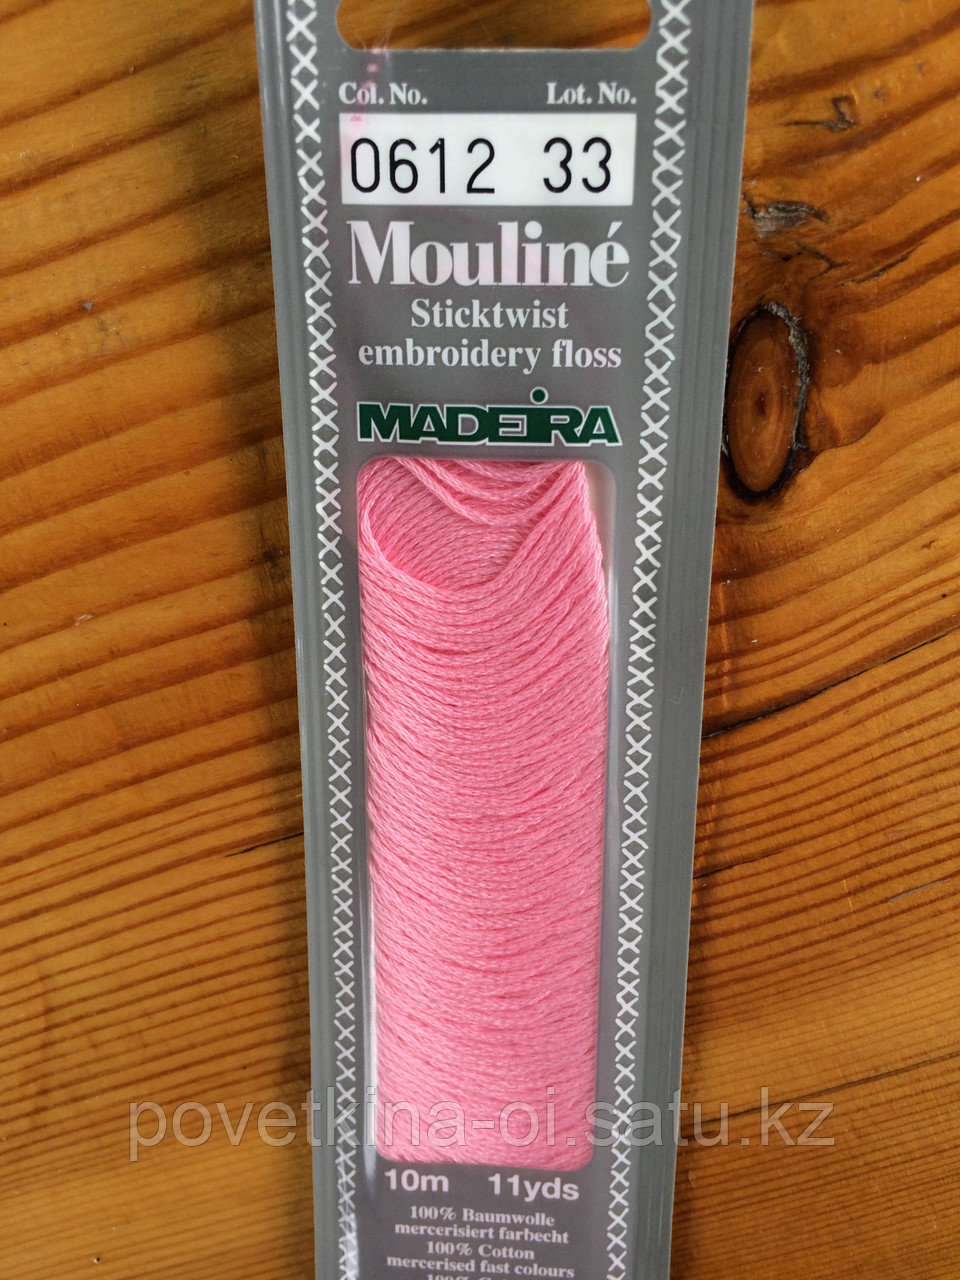 Col. No. Lot. No.
0612 33
Mouliné
Sticktwist
embroidery floss
MADEIRA
povetkina-oi.satu.kz
10m 11yds
100% Baumwolle
mercerisiert farbecht
100% Cotton
mercerised fast colours
100%